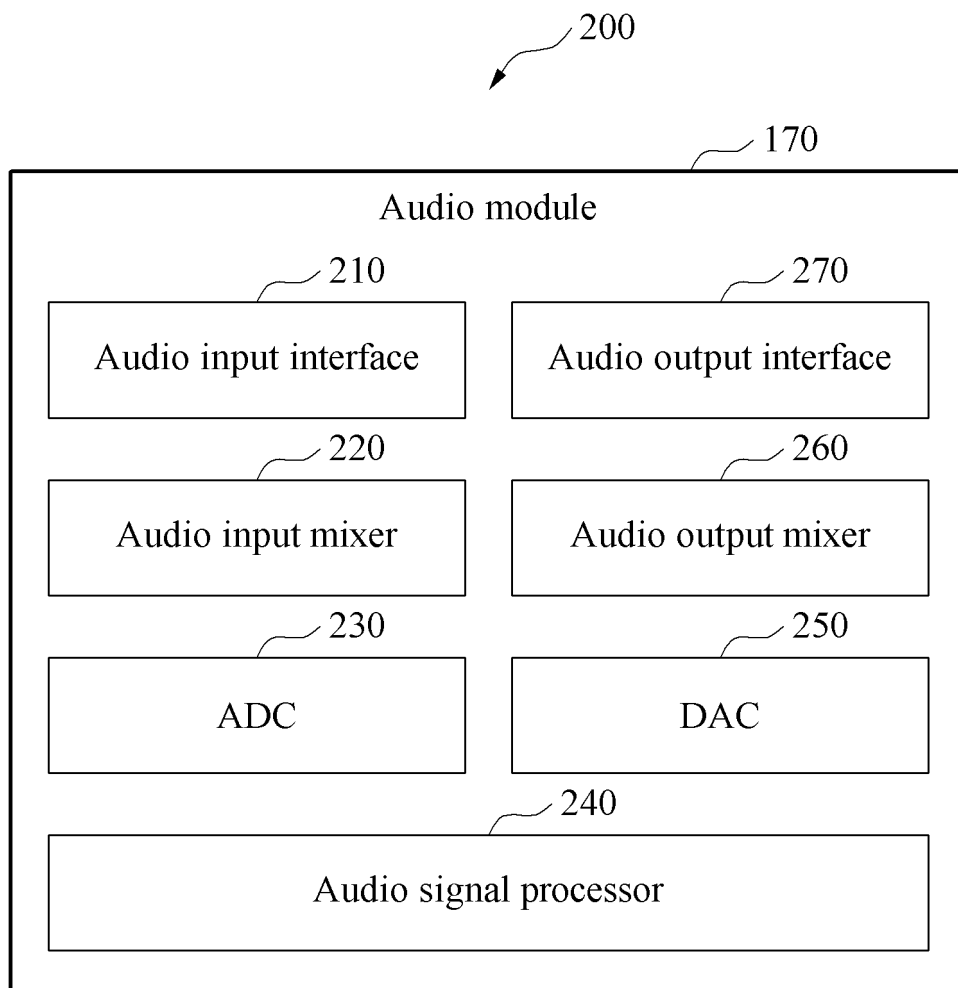 200
170
Audio module
210
270
Audio input interface
Audio output interface
220
260
Audio input mixer
Audio output mixer
230
250
ADC
DAC
240
Audio signal processor